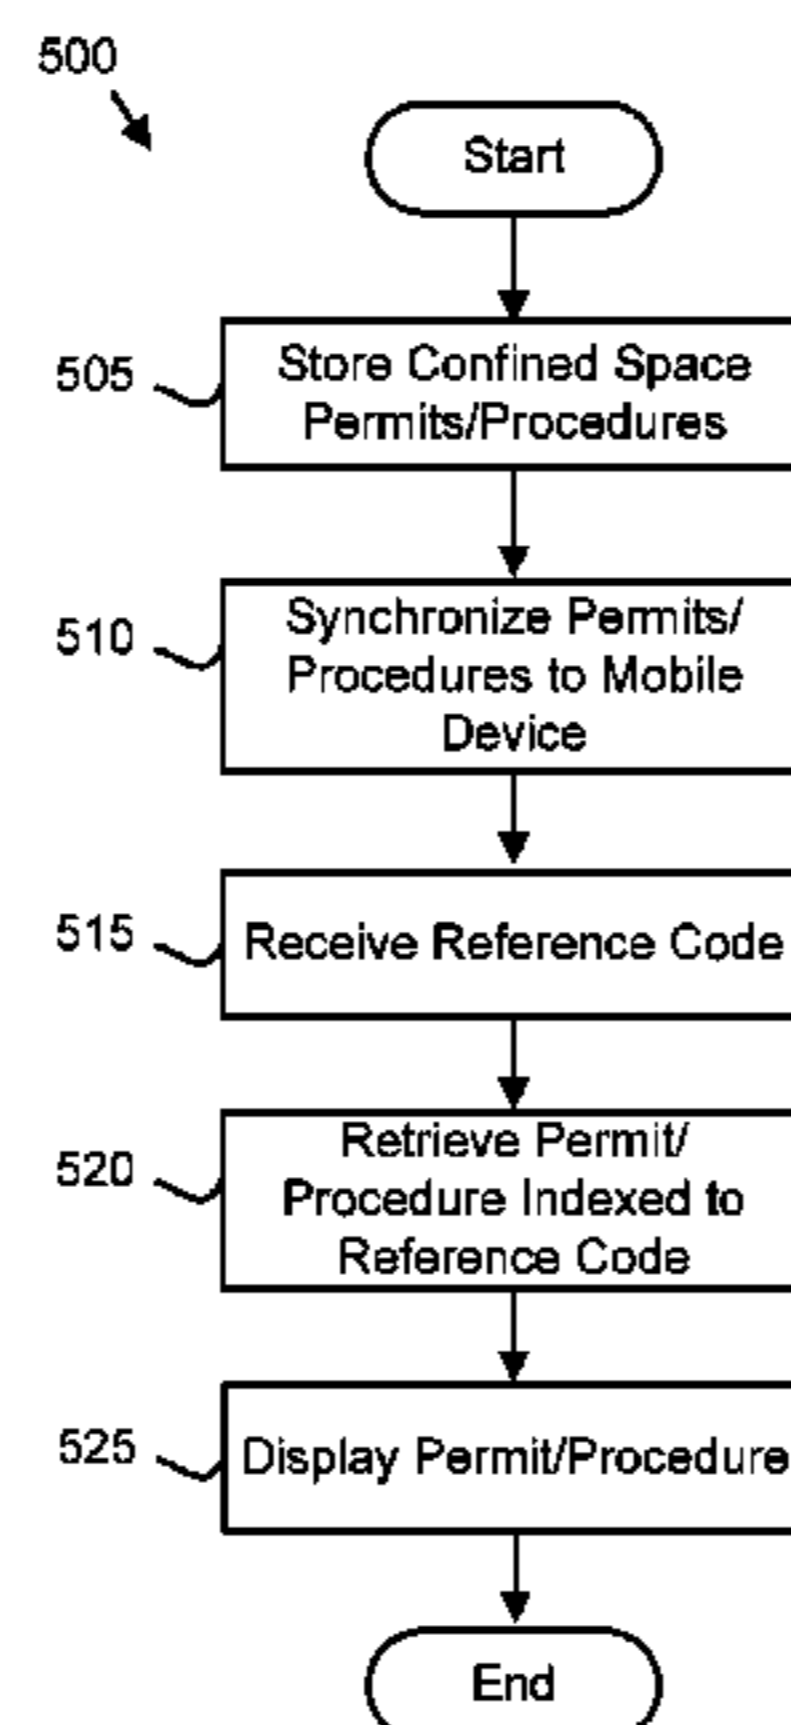 500
Start
505
Store Confined Space
Permits/Procedures
510
Synchronize Permits/
Procedures to Mobile
Device
515
Receive Reference Code
520
Retrieve Permit/
Procedure Indexed to
Reference Code
525
Display Permit/Procedure
End